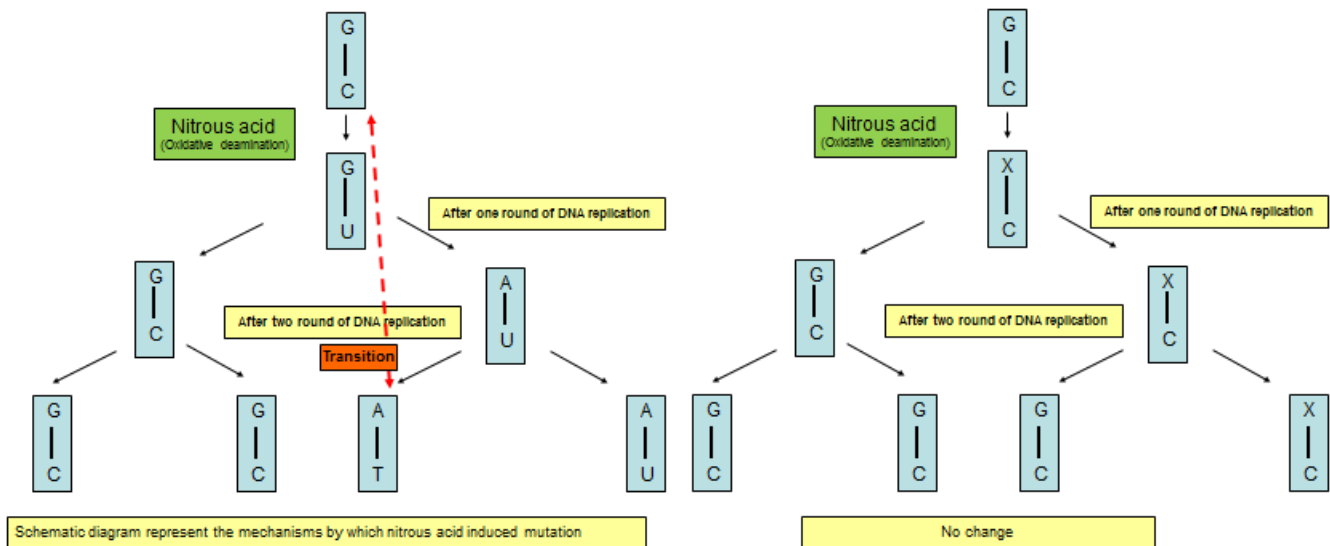 G
C
Nitrous acid
(Oxidative deamination)
G
U
After one round of DNA replication
G
C
After two round of DNA replication
A
U
Transition
G
C
G
C
A
T
A
U
Schematic diagram represent the mechanisms by which nitrous acid induced mutation
G
C
Nitrous acid
(Oxidative deamination)
X
C
After one round of DNA replication
G
C
After two round of DNA replication
X
C
G
C
G
C
G
C
X
C
No change